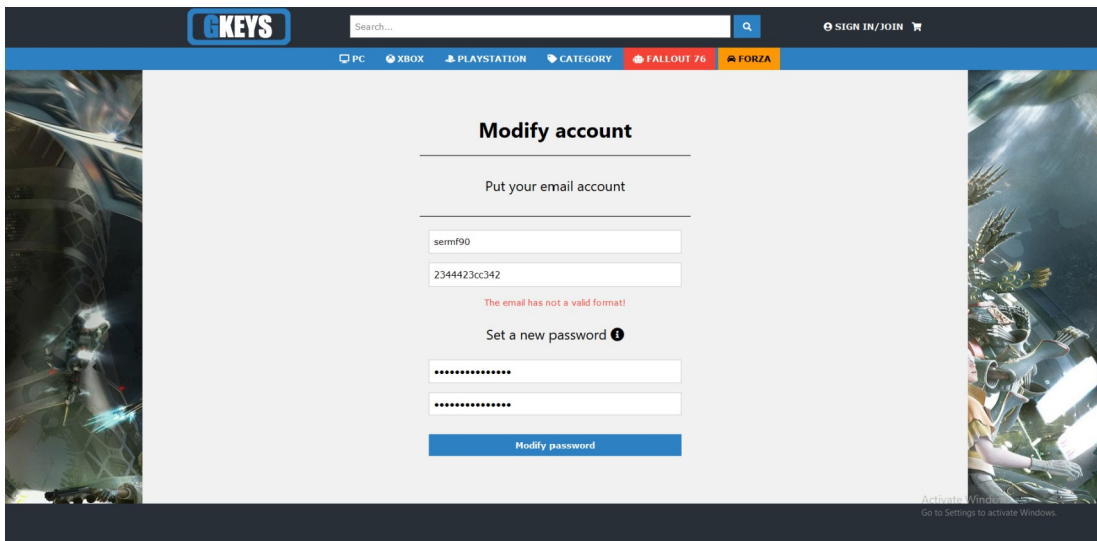 GKEYS
Search...
SIGN IN/JOIN
PC XBOX PLAYSTATION CATEGORY FALLOUT 76 FORZA
Modify account
Put your email account
sermf90
2344423cc342
The email has not a valid format!
Set a new password
•••••••••••••••
•••••••••••••••
Modify password
Activate Windows
Go to Settings to activate Windows.